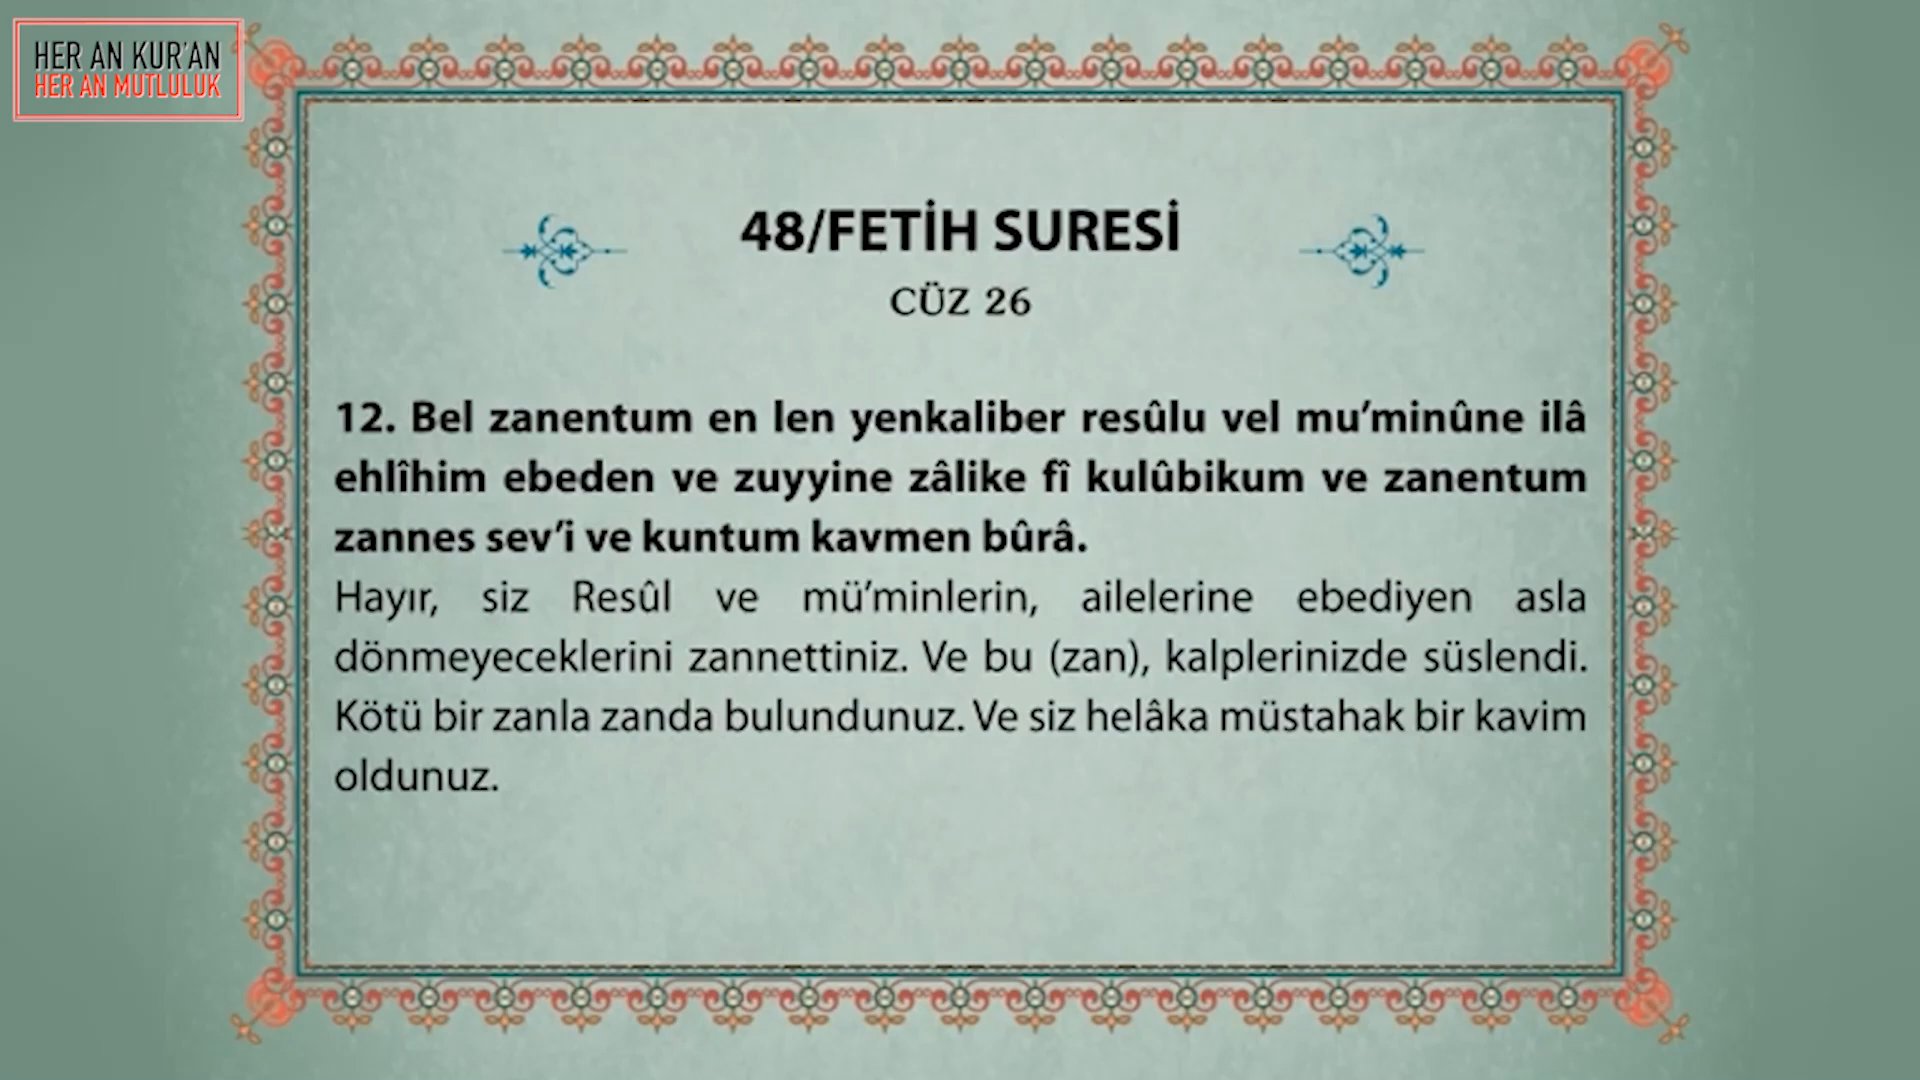 HER AN KUR'AN
HER AN MUTLULUK
48/FETİH SURESİ
CÜZ 26
12. Bel zanentum en len yenkaliber resûlu vel mu’minûne ilâ
ehlîhim ebeden ve zuyyine zâlike fî kulûbikum ve zanentum
zannes sev’i ve kuntum kavmen bûrâ.
Hayır, siz Resûl ve mü’minlerin, ailelerine ebediyen asla
dönmeyeceklerini zannettiniz. Ve bu (zan), kalplerinizde süslendi.
Kötü bir zanla zanda bulundunuz. Ve siz helâka müstahak bir kavim
oldunuz.